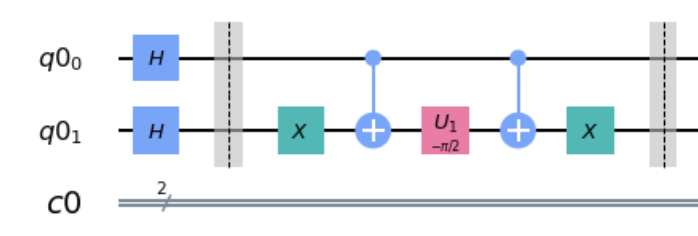 q0₀ H
q0₁ H X U₁ X
−π/2
2
c0